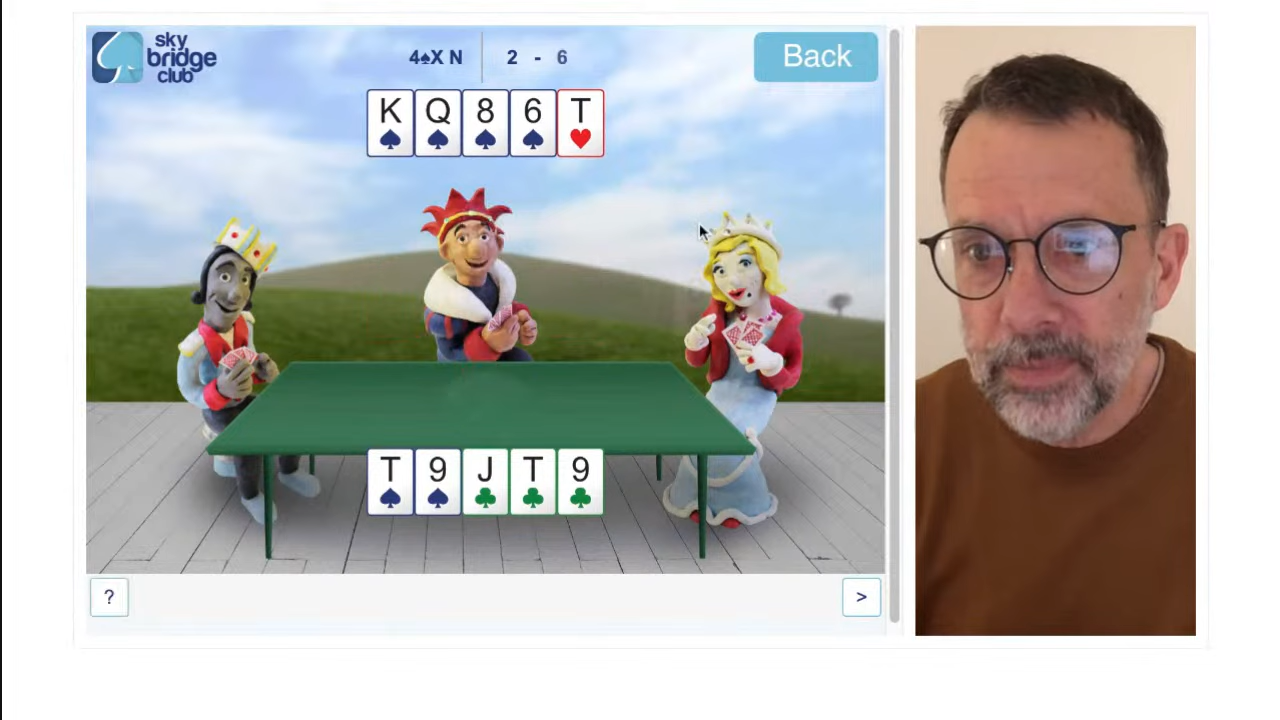 sky
bridge
club
4♠X N 2 - 6
Back
K Q 8 6 T
♠ ♠ ♠ ♠ ♥
T 9 J T 9
♠ ♠ ♣ ♣ ♣
?
>